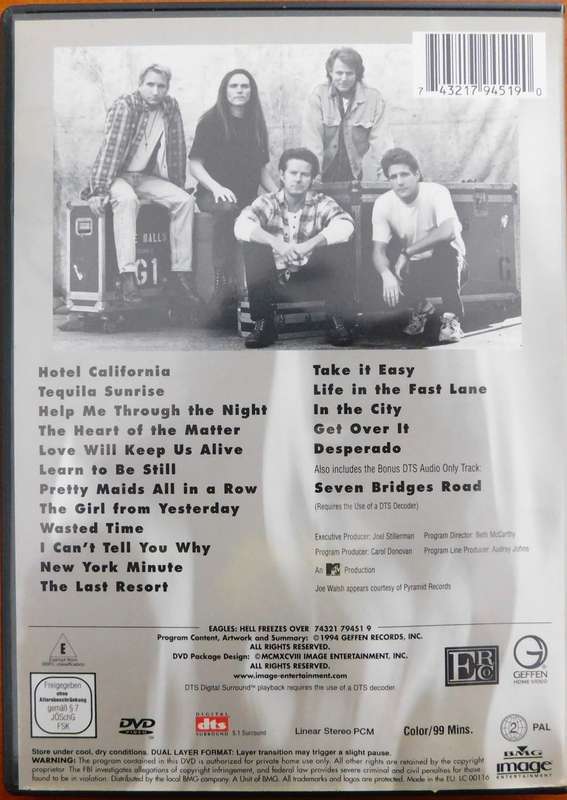 7 43217 94519 0
E HALL'S
G1
Hotel California
Tequila Sunrise
Help Me Through the Night
The Heart of the Matter
Love Will Keep Us Alive
Learn to Be Still
Pretty Maids All in a Row
The Girl from Yesterday
Wasted Time
I Can't Tell You Why
New York Minute
The Last Resort
Take it Easy
Life in the Fast Lane
In the City
Get Over It
Desperado
Also includes the Bonus DTS Audio Only Track:
Seven Bridges Road
(Requires the Use of a DTS Decoder)
Executive Producer: Joel Stillerman Program Director: Beth McCarthy
Program Producer: Carol Donovan Program Line Producer: Audrey Johns
An MTV Production
Joe Walsh appears courtesy of Pyramid Records
EAGLES: HELL FREEZES OVER 74321 79451 9
Program Content, Artwork and Summary: ©1994 GEFFEN RECORDS, INC.
ALL RIGHTS RESERVED.
DVD Package Design: ©MCMXCVIII IMAGE ENTERTAINMENT, INC.
ALL RIGHTS RESERVED.
www.image-entertainment.com
DTS Digital Surround™ playback requires the use of a DTS decoder.
E
Exempt from
classification
Freigegeben
ohne
Altersbeschränkung
gemäß § 7
JÖSchG
FSK
ERC
G
GEFFEN
HOME VIDEO
DVD
VIDEO
DIGITAL
dts
SURROUND 5.1 Surround
Linear Stereo PCM
Color/99 Mins.
2 PAL
BMG
image
ENTERTAINMENT
Store under cool, dry conditions. DUAL LAYER FORMAT: Layer transition may trigger a slight pause.
WARNING: The program contained in this DVD is authorized for private home use only. All other rights are retained by the copyright
proprietor. The FBI investigates allegations of copyright infringement, and federal law provides severe criminal and civil penalties for those
found to be in violation. Distributed by the local BMG company. A Unit of BMG. All trademarks and logos are protected. Made in the EU. LC 00116